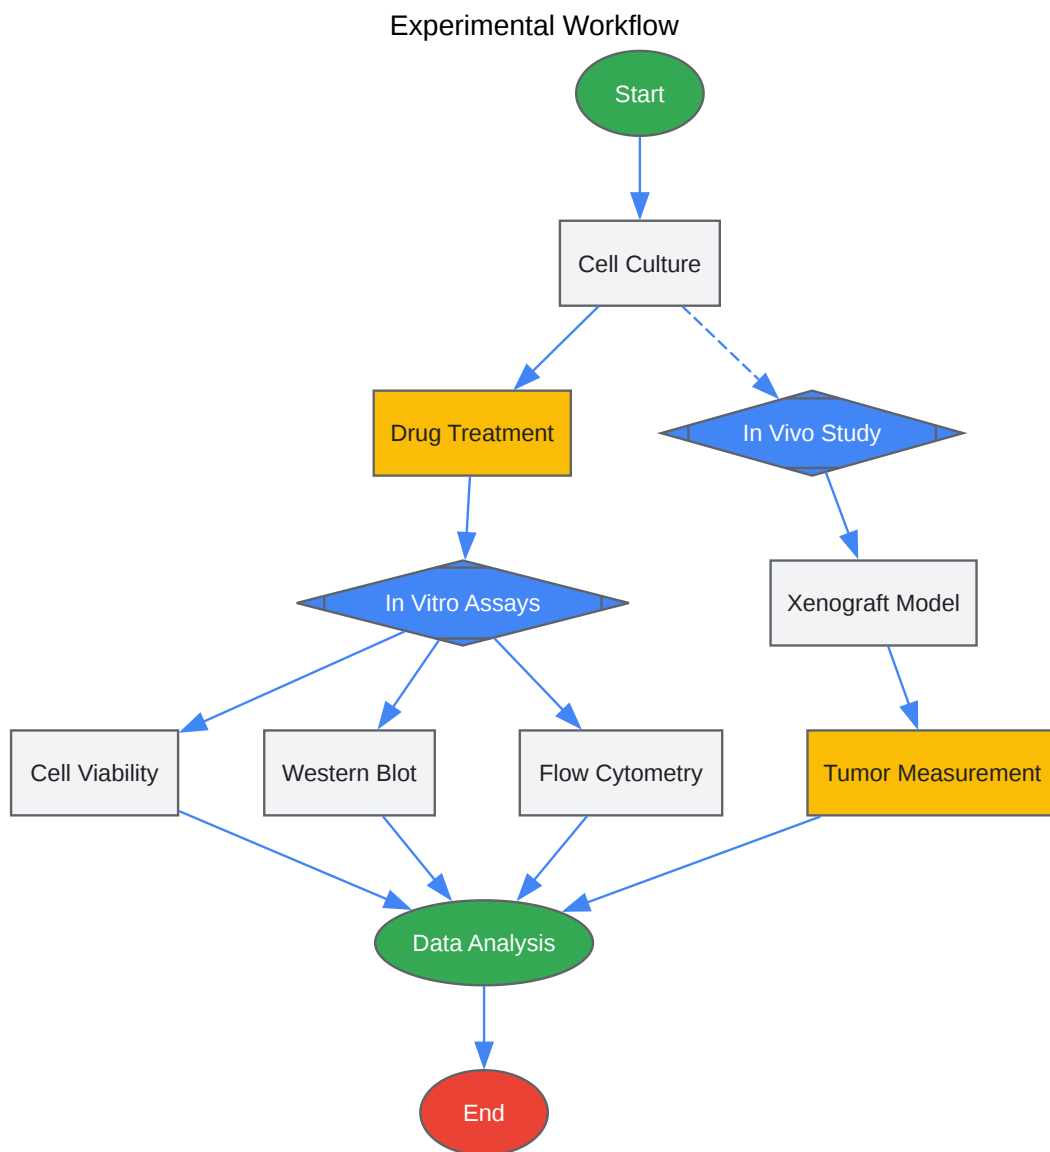 Experimental Workflow
Start
Cell Culture
Drug Treatment
In Vivo Study
In Vitro Assays
Xenograft Model
Cell Viability
Western Blot
Flow Cytometry
Tumor Measurement
Data Analysis
End